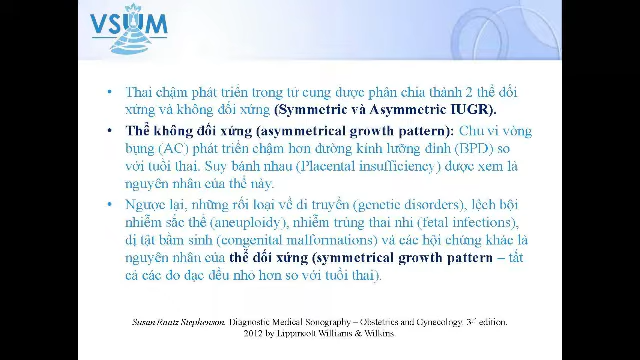 VSUM
• Thai chậm phát triển trong tử cung được phân chia thành 2 thể đối
xứng và không đối xứng (Symmetric và Asymmetric IUGR).
• Thể không đối xứng (asymmetrical growth pattern): Chu vi vòng
bụng (AC) phát triển chậm hơn đường kính lưỡng đỉnh (BPD) so
với tuổi thai. Suy bánh nhau (Placental insufficiency) được xem là
nguyên nhân của thể này.
• Ngược lại, những rối loại về di truyền (genetic disorders), lệch bội
nhiễm sắc thể (aneuploidy), nhiễm trùng thai nhi (fetal infections),
dị tật bẩm sinh (congenital malformations) và các hội chứng khác là
nguyên nhân của thể đối xứng (symmetrical growth pattern – tất
cả các đo đạc đều nhỏ hơn so với tuổi thai).
Susan Raatz Stephenson. Diagnostic Medical Sonography – Obstetrics and Gynecology. 3rd edition.
2012 by Lippincott Williams & Wilkins